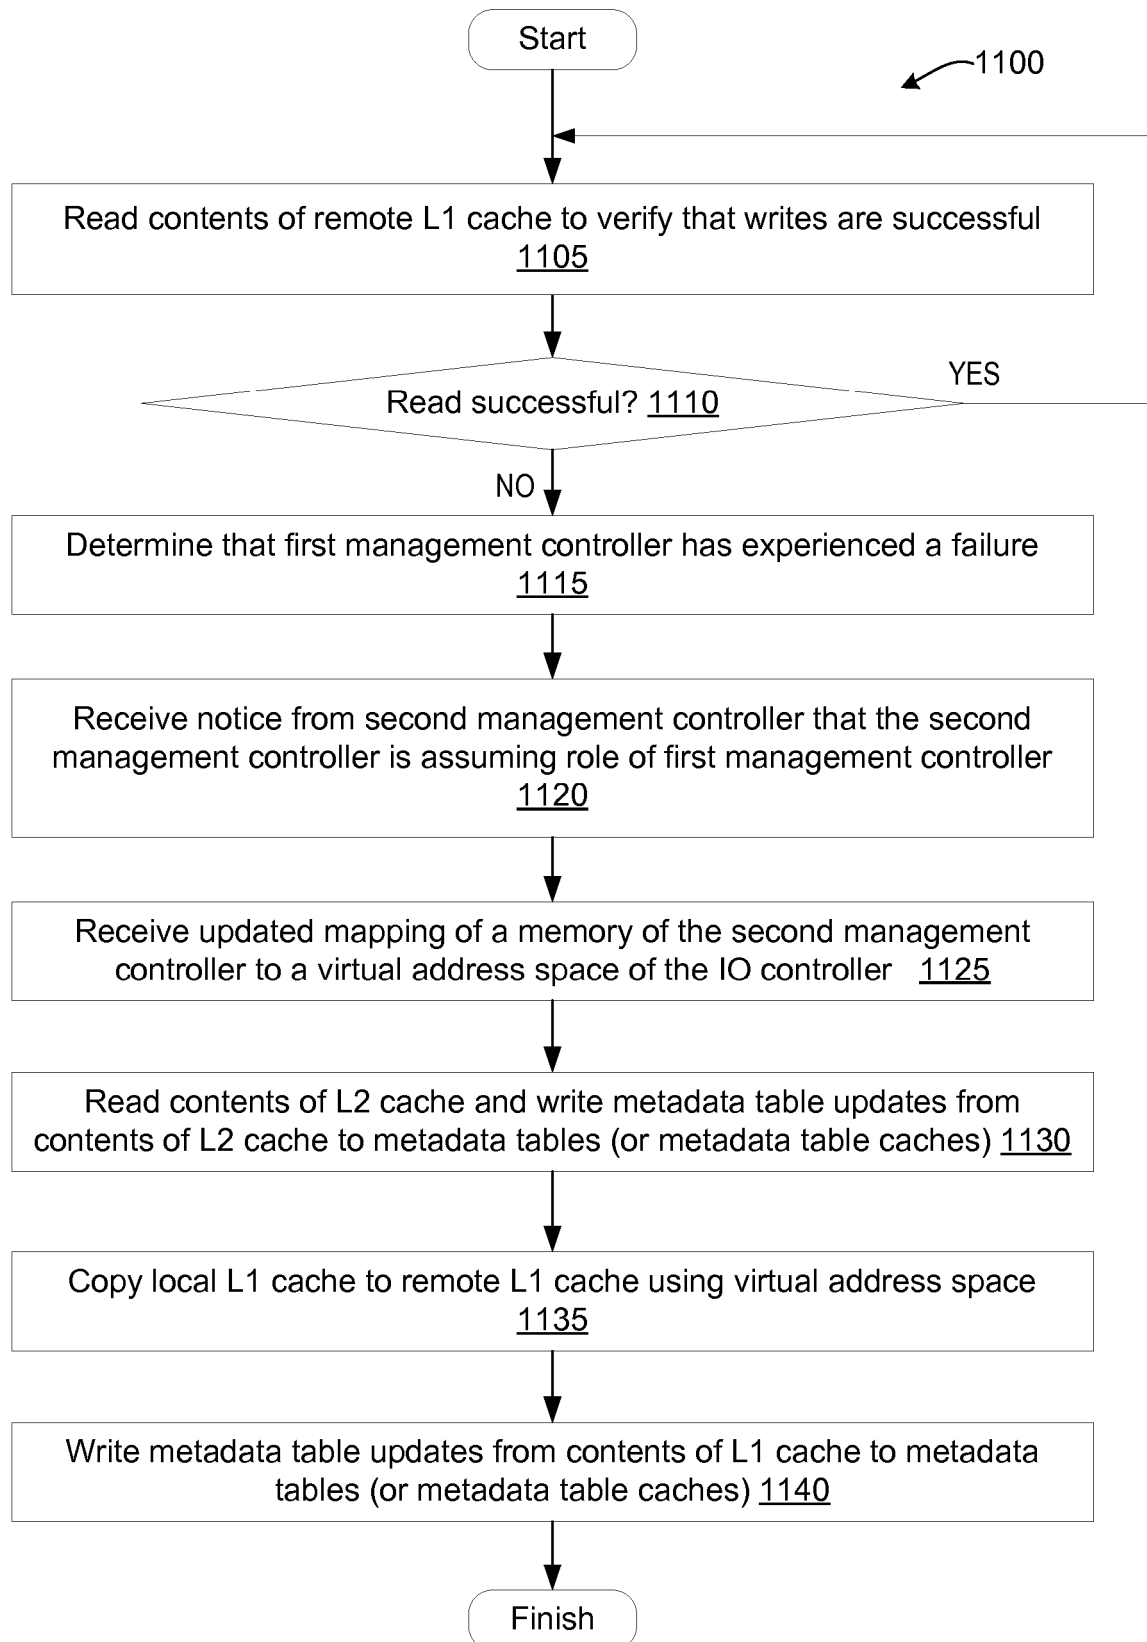 Start
1100
Read contents of remote L1 cache to verify that writes are successful
1105
YES
Read successful? 1110
NO
Determine that first management controller has experienced a failure
1115
Receive notice from second management controller that the second
management controller is assuming role of first management controller
1120
Receive updated mapping of a memory of the second management
controller to a virtual address space of the IO controller 1125
Read contents of L2 cache and write metadata table updates from
contents of L2 cache to metadata tables (or metadata table caches) 1130
Copy local L1 cache to remote L1 cache using virtual address space
1135
Write metadata table updates from contents of L1 cache to metadata
tables (or metadata table caches) 1140
Finish